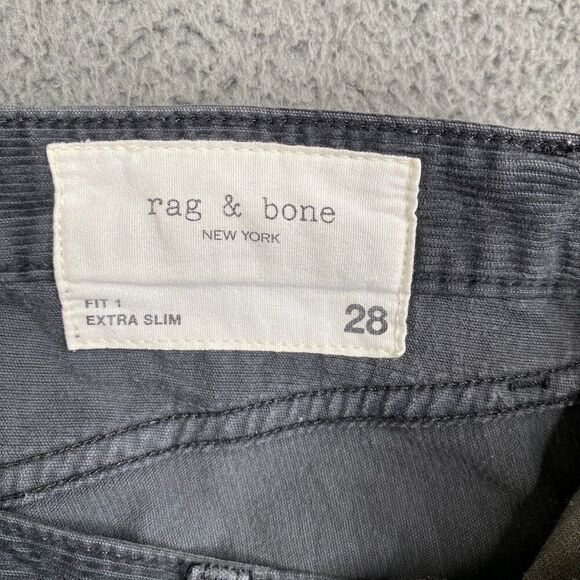 rag & bone
NEW YORK
FIT 1
EXTRA SLIM
28